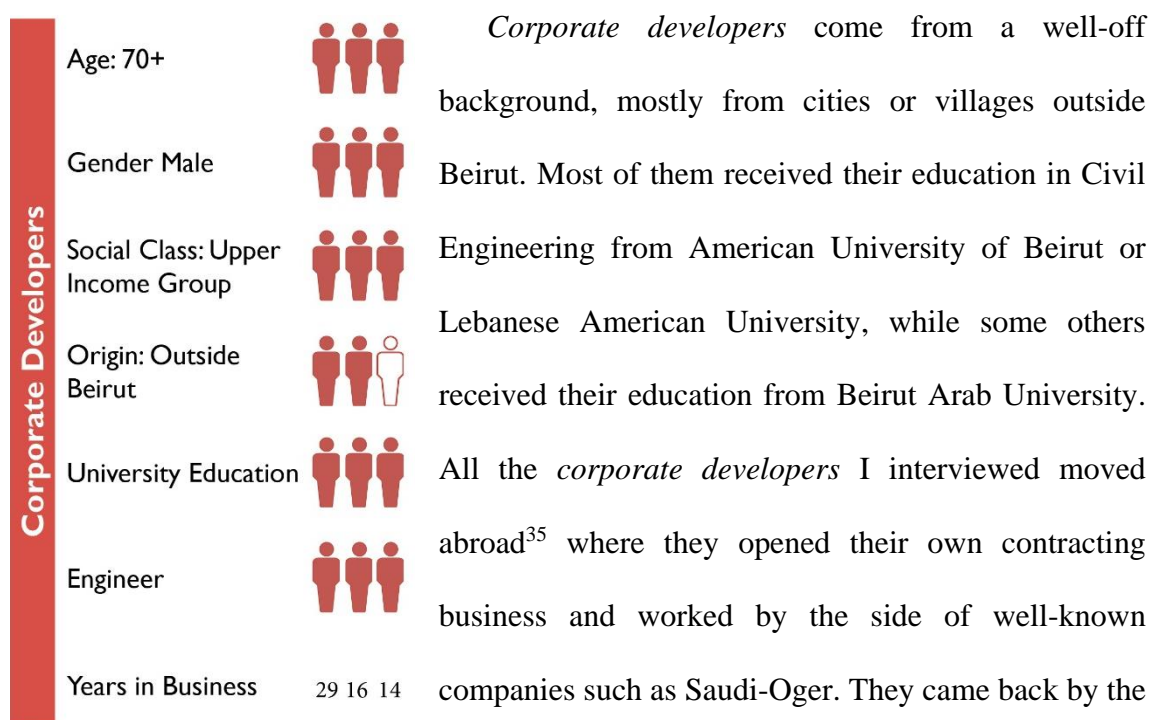 Corporate Developers
Age: 70+
Gender Male
Social Class: Upper
Income Group
Origin: Outside
Beirut
University Education
Engineer
Years in Business 29 16 14
Corporate developers come from a well-off
background, mostly from cities or villages outside
Beirut. Most of them received their education in Civil
Engineering from American University of Beirut or
Lebanese American University, while some others
received their education from Beirut Arab University.
All the corporate developers I interviewed moved
abroad35 where they opened their own contracting
business and worked by the side of well-known
companies such as Saudi-Oger. They came back by the